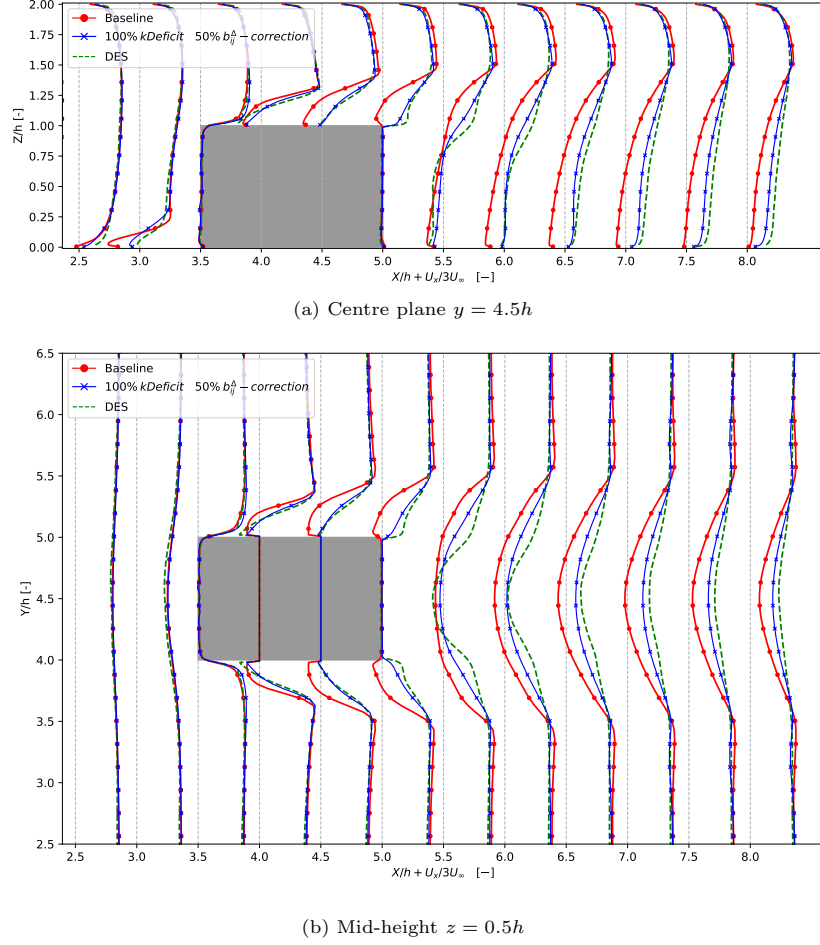 2.00
1.75
1.50
1.25
1.00
0.75
0.50
0.25
0.00
Z/h [-]
Baseline
100% kDeficit 50% b_{ij}^Δ − correction
DES
2.5 3.0 3.5 4.0 4.5 5.0 5.5 6.0 6.5 7.0 7.5 8.0
X/h + U_x/3U_∞ [−]
(a) Centre plane y = 4.5h
6.5
6.0
5.5
5.0
4.5
4.0
3.5
3.0
2.5
Y/h [-]
Baseline
100% kDeficit 50% b_{ij}^Δ − correction
DES
2.5 3.0 3.5 4.0 4.5 5.0 5.5 6.0 6.5 7.0 7.5 8.0
X/h + U_x/3U_∞ [−]
(b) Mid-height z = 0.5h